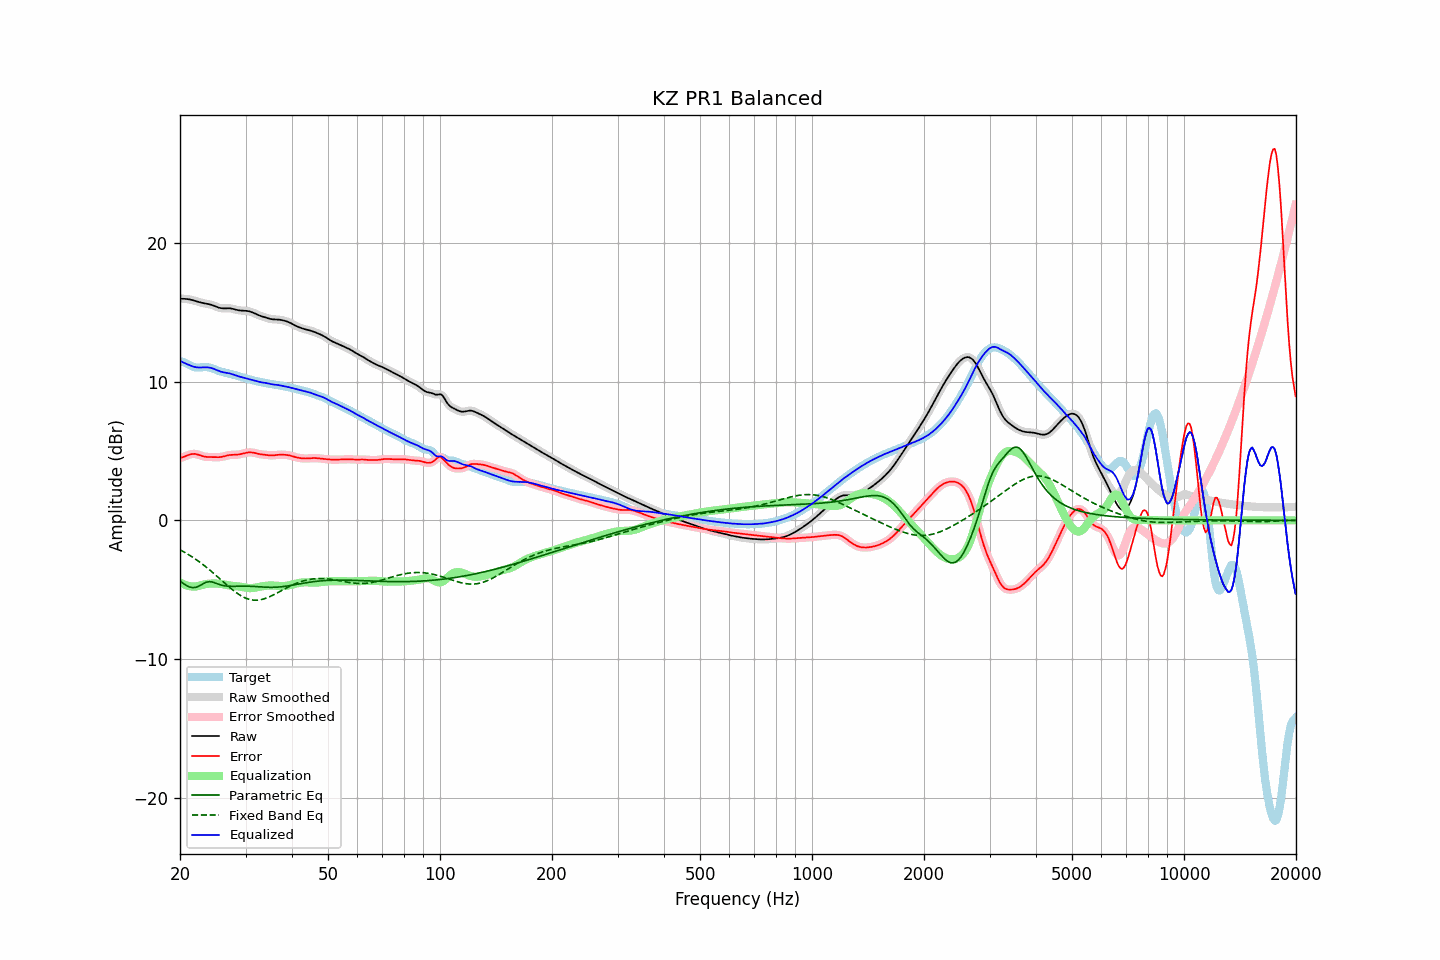 KZ PR1 Balanced
Amplitude (dBr)
20
10
0
−10
−20
Target
Raw Smoothed
Error Smoothed
Raw
Error
Equalization
Parametric Eq
Fixed Band Eq
Equalized
20 50 100 200 500 1000 2000 5000 10000 20000
Frequency (Hz)